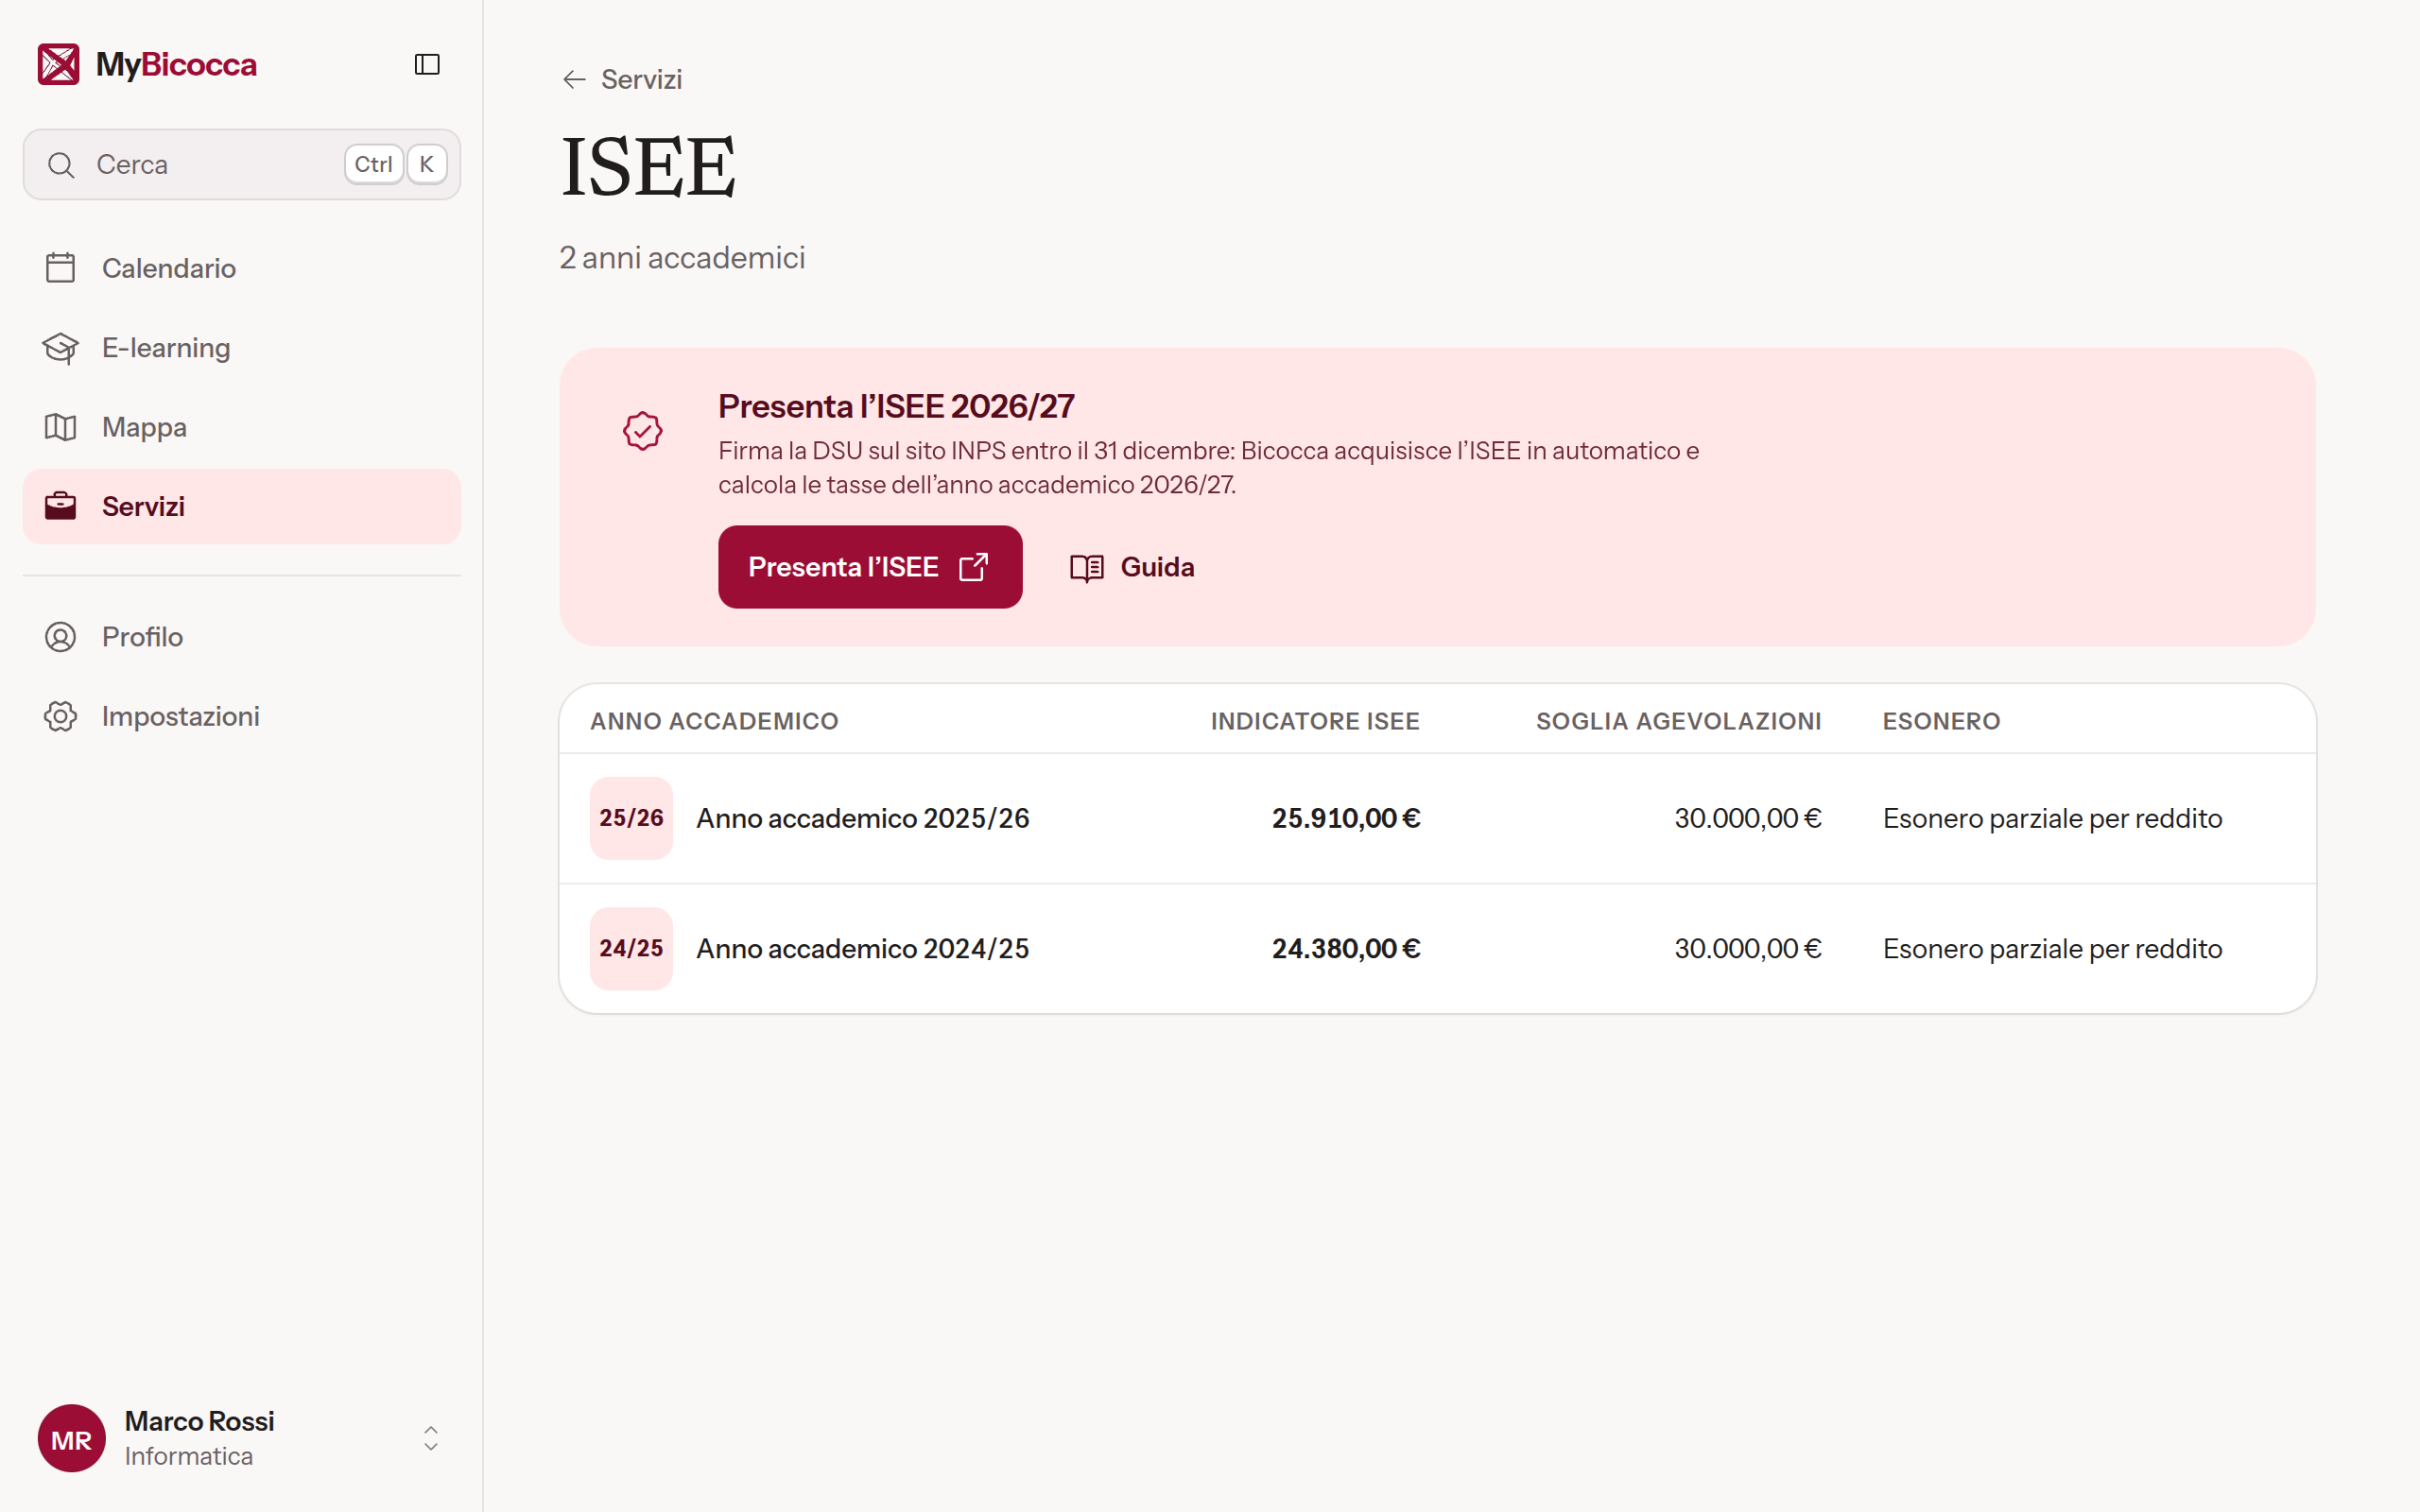 MyBicocca
Cerca Ctrl K
Calendario
E-learning
Mappa
Servizi
Profilo
Impostazioni
MR
Marco Rossi
Informatica
Servizi
ISEE
2 anni accademici
Presenta l’ISEE 2026/27
Firma la DSU sul sito INPS entro il 31 dicembre: Bicocca acquisisce l’ISEE in automatico e
calcola le tasse dell’anno accademico 2026/27.
Presenta l’ISEE
Guida
ANNO ACCADEMICO INDICATORE ISEE SOGLIA AGEVOLAZIONI ESONERO
25/26 Anno accademico 2025/26 25.910,00 € 30.000,00 € Esonero parziale per reddito
24/25 Anno accademico 2024/25 24.380,00 € 30.000,00 € Esonero parziale per reddito